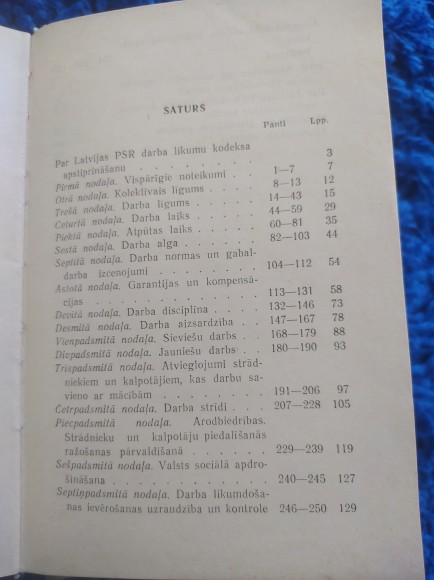 SATURS
Panti Lpp.
Par Latvijas PSR darba likumu kodeksa
apstiprināšanu . . . . . . . 3
Pirmā nodaļa. Vispārīgie noteikumi . . 1—7 7
Otrā nodaļa. Kolektīvais līgums . . . . 8—13 12
Trešā nodaļa. Darba līgums . . . . . 14—43 15
Ceturtā nodaļa. Darba laiks . . . . . 44—59 29
Piektā nodaļa. Atpūtas laiks . . . . . 60—81 35
Sestā nodaļa. Darba alga . . . . . . 82—103 44
Septītā nodaļa. Darba normas un gabal-
darba izcenojumi . . . . . . . 104—112 54
Astotā nodaļa. Garantijas un kompensā-
cijas . . . . . . . . . . . 113—131 58
Devītā nodaļa. Darba disciplīna . . . . 132—146 73
Desmitā nodaļa. Darba aizsardzība . . . 147—167 78
Vienpadsmitā nodaļa. Sieviešu darbs . . 168—179 88
Divpadsmitā nodaļa. Jauniešu darbs . . 180—190 93
Trīspadsmitā nodaļa. Atvieglojumi strād-
niekiem un kalpotājiem, kas darbu sa-
vieno ar mācībām . . . . . . . 191—206 97
Četrpadsmitā nodaļa. Darba strīdi . . . 207—228 105
Piecpadsmitā nodaļa. Arodbiedrības.
Strādnieku un kalpotāju piedalīšanās
ražošanas pārvaldīšanā . . . . . 229—239 119
Sešpadsmitā nodaļa. Valsts sociālā apdro-
šināšana . . . . . . . . . . 240—245 127
Septiņpadsmitā nodaļa. Darba likumdoša-
nas ievērošanas uzraudzība un kontrole 246—250 129